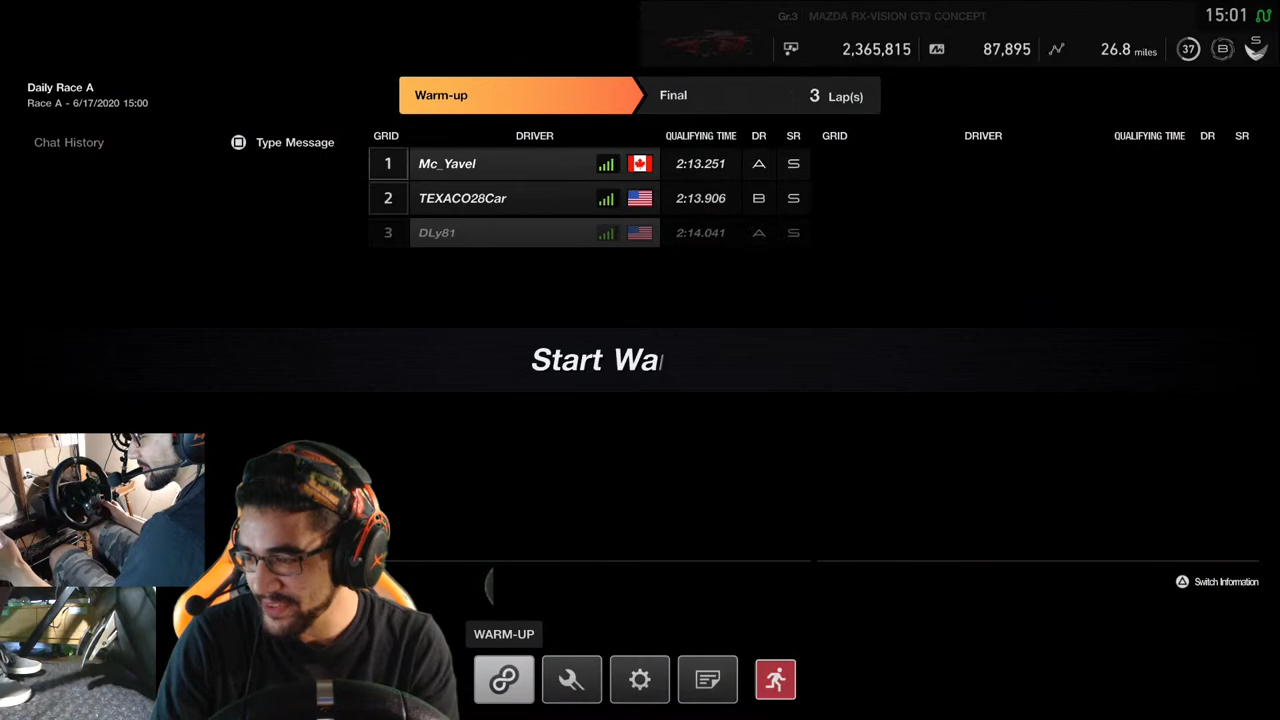 Gr.3 MAZDA RX-VISION GT3 CONCEPT
15:01
2,365,815 87,895 26.8 miles 37 B S
Daily Race A
Race A - 6/17/2020 15:00
Warm-up Final 3 Lap(s)
Chat History Type Message
GRID DRIVER QUALIFYING TIME DR SR GRID DRIVER QUALIFYING TIME DR SR
1 Mc_Yavel 2:13.251 A S
2 TEXACO28Car 2:13.906 B S
3 DLy81 2:14.041 A S
Start War
Switch Information
WARM-UP